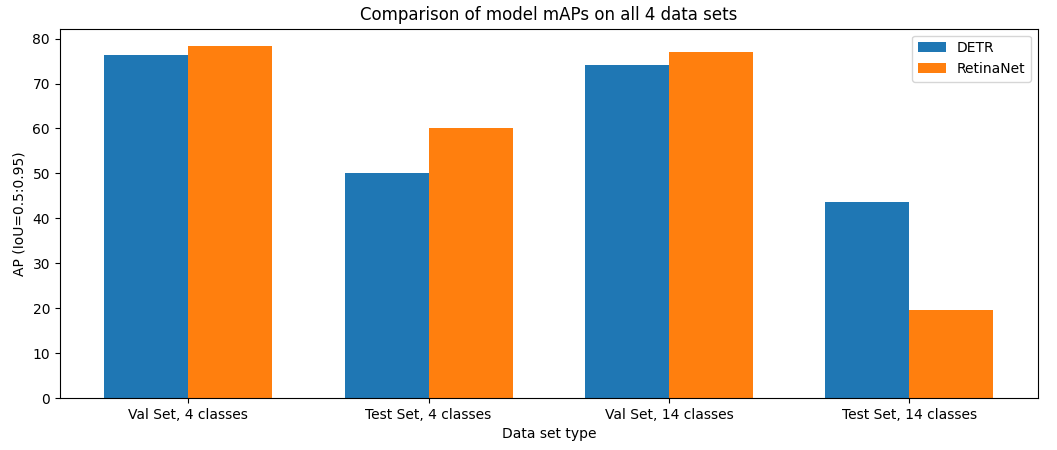 Comparison of model mAPs on all 4 data sets
DETR
RetinaNet
AP (IoU=0.5:0.95)
80
70
60
50
40
30
20
10
0
Val Set, 4 classes
Test Set, 4 classes
Val Set, 14 classes
Test Set, 14 classes
Data set type